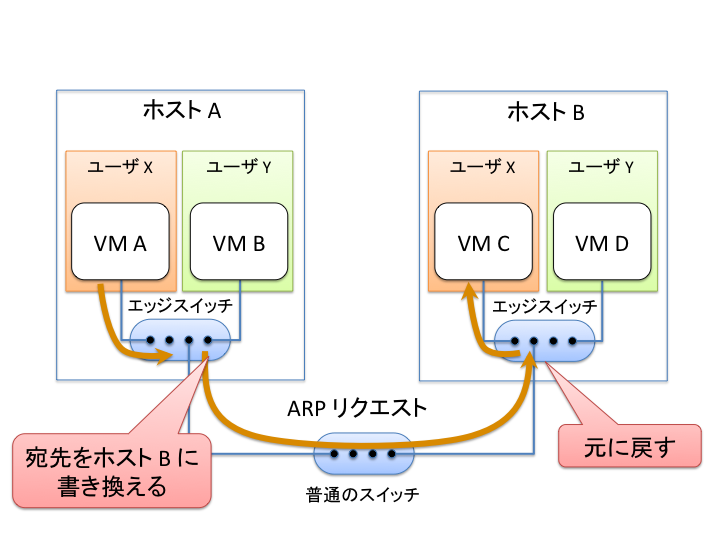 ホスト A
ユーザ X
ユーザ Y
VM A
VM B
エッジスイッチ
ホスト B
ユーザ X
ユーザ Y
VM C
VM D
エッジスイッチ
ARP リクエスト
宛先をホスト B に
書き換える
元に戻す
普通のスイッチ